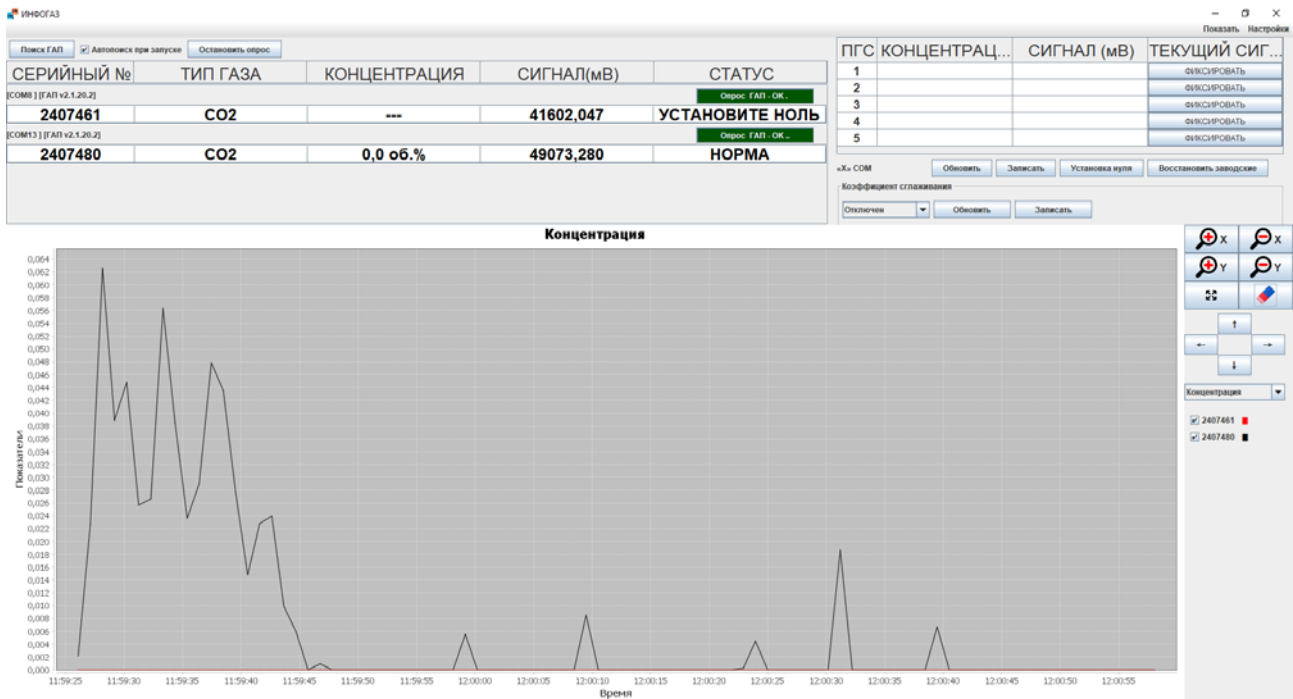 ИНФОГАЗ
Показать Настройки
Поиск ГАП Автопоиск при запуске Остановить опрос
СЕРИЙНЫЙ № ТИП ГАЗА КОНЦЕНТРАЦИЯ СИГНАЛ(мВ) СТАТУС
[COM8 ] [ГАП v2.1.20.2] Опрос ГАП - ОК .
2407461 CO2 --- 41602,047 УСТАНОВИТЕ НОЛЬ
[COM13 ] [ГАП v2.1.20.2] Опрос ГАП - ОК ..
2407480 CO2 0,0 об.% 49073,280 НОРМА
ПГС КОНЦЕНТРАЦ... СИГНАЛ (мВ) ТЕКУЩИЙ СИГ...
1 ФИКСИРОВАТЬ
2 ФИКСИРОВАТЬ
3 ФИКСИРОВАТЬ
4 ФИКСИРОВАТЬ
5 ФИКСИРОВАТЬ
«X» COM Обновить Записать Установка нуля Восстановить заводские
Коэффициент сглаживания
Отключен Обновить Записать
Концентрация
X X
Y Y
Концентрация
2407461
2407480
Показатели
0,064
0,062
0,060
0,058
0,056
0,054
0,052
0,050
0,048
0,046
0,044
0,042
0,040
0,038
0,036
0,034
0,032
0,030
0,028
0,026
0,024
0,022
0,020
0,018
0,016
0,014
0,012
0,010
0,008
0,006
0,004
0,002
0,000
11:59:25 11:59:30 11:59:35 11:59:40 11:59:45 11:59:50 11:59:55 12:00:00 12:00:05 12:00:10 12:00:15 12:00:20 12:00:25 12:00:30 12:00:35 12:00:40 12:00:45 12:00:50 12:00:55
Время